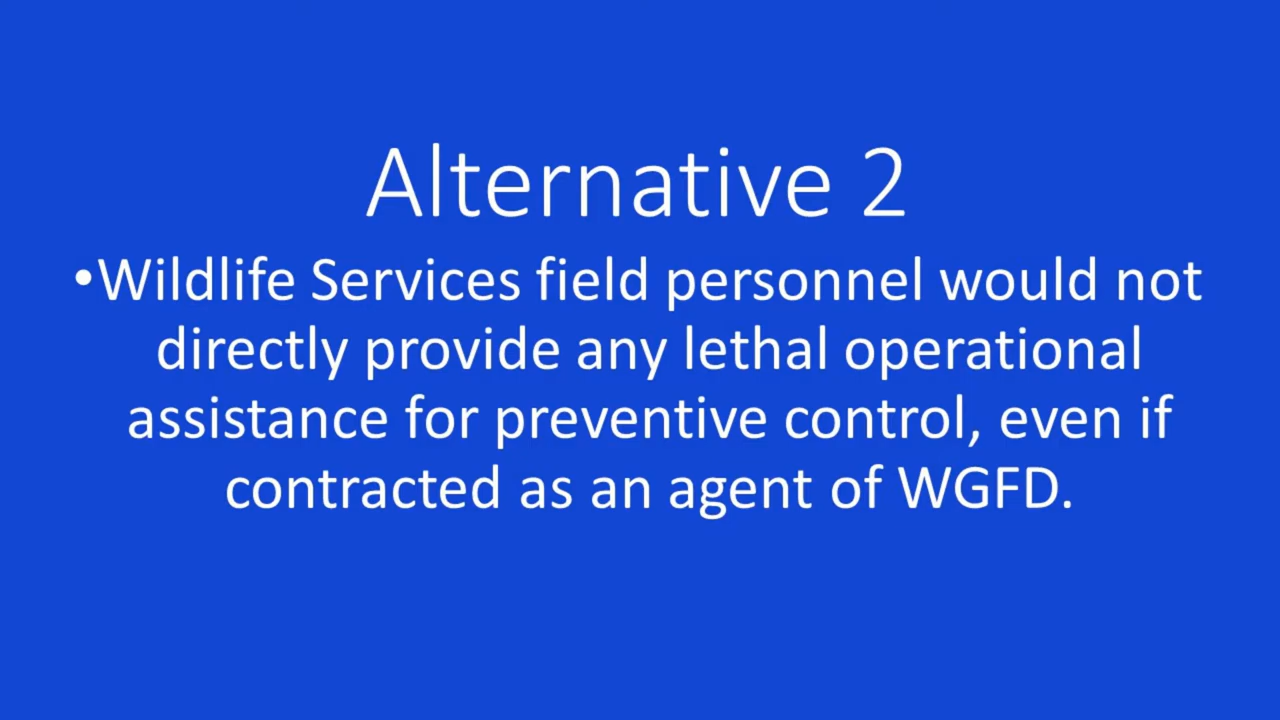 Alternative 2
•Wildlife Services field personnel would not
directly provide any lethal operational
assistance for preventive control, even if
contracted as an agent of WGFD.